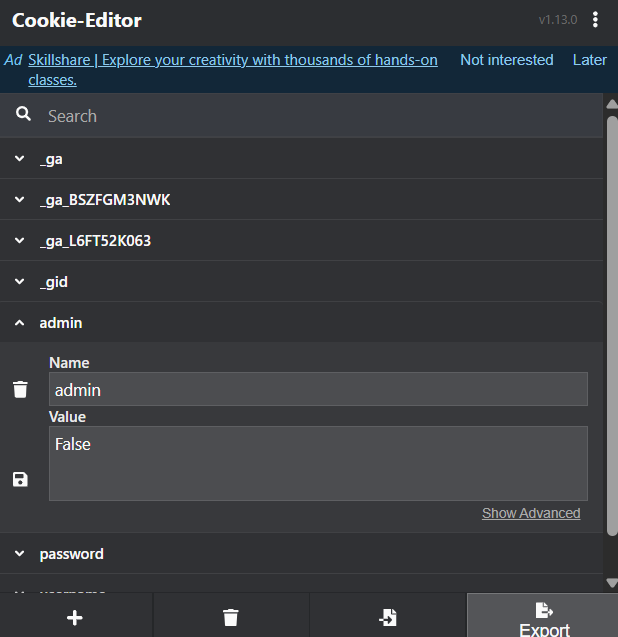 Cookie-Editor
v1.13.0
Ad Skillshare | Explore your creativity with thousands of hands-on Not interested Later
classes.
Search
_ga
_ga_BSZFGM3NWK
_ga_L6FT52K063
_gid
admin
Name
admin
Value
False
Show Advanced
password
Export